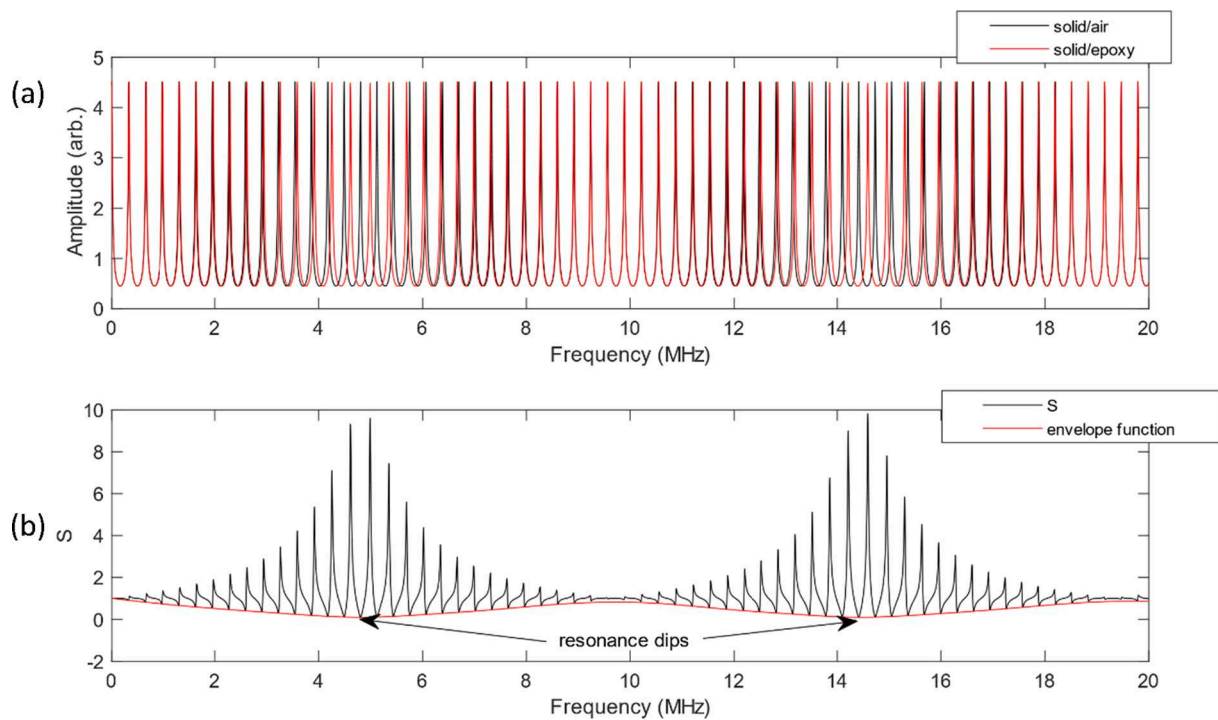 solid/air
solid/epoxy
(a)
Amplitude (arb.)
5
4
3
2
1
0
0 2 4 6 8 10 12 14 16 18 20
Frequency (MHz)
S
envelope function
(b)
S
10
8
6
4
2
0
-2
resonance dips
0 2 4 6 8 10 12 14 16 18 20
Frequency (MHz)